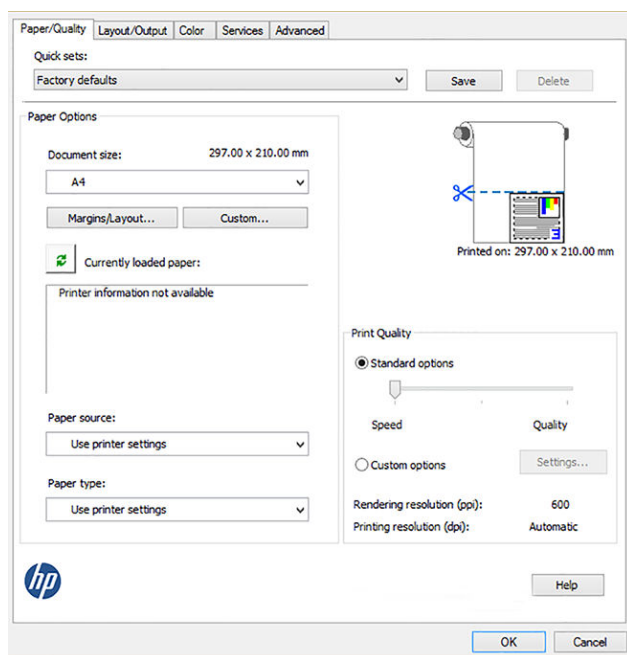 Paper/Quality Layout/Output Color Services Advanced
Quick sets:
Factory defaults Save Delete
Paper Options
Document size: 297.00 x 210.00 mm
A4
Margins/Layout... Custom...
Currently loaded paper:
Printer information not available
Printed on: 297.00 x 210.00 mm
Print Quality
Standard options
Speed Quality
Custom options Settings...
Rendering resolution (ppi): 600
Printing resolution (dpi): Automatic
Paper source:
Use printer settings
Paper type:
Use printer settings
hp
Help
OK Cancel